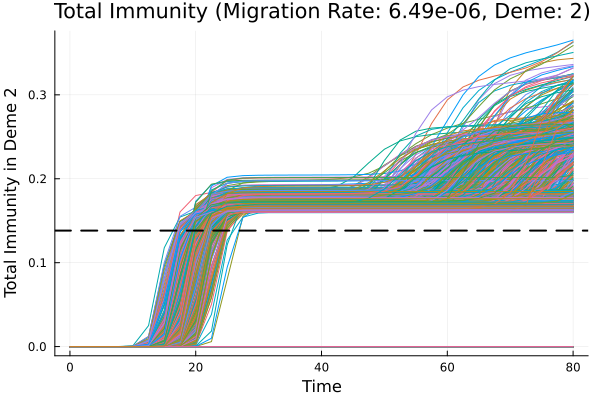 Total Immunity (Migration Rate: 6.49e-06, Deme: 2)
Total Immunity in Deme 2
0.3
0.2
0.1
0.0
0 20 40 60 80
Time